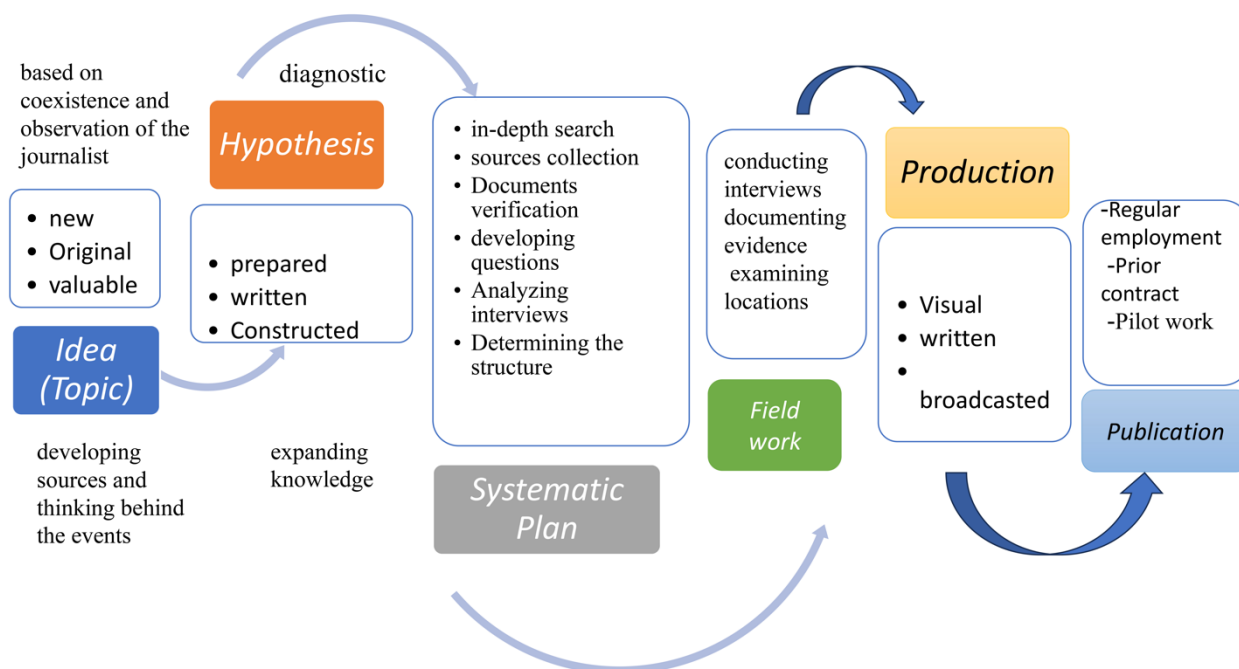 based on
coexistence and
observation of the
journalist
• new
• Original
• valuable
Idea
(Topic)
developing
sources and
thinking behind
the events
diagnostic
Hypothesis
• prepared
• written
• Constructed
expanding
knowledge
• in-depth search
• sources collection
• Documents
verification
• developing
questions
• Analyzing
interviews
• Determining the
structure
Systematic
Plan
conducting
interviews
documenting
evidence
examining
locations
Field
work
Production
• Visual
• written
•
broadcasted
-Regular
employment
-Prior
contract
-Pilot work
Publication